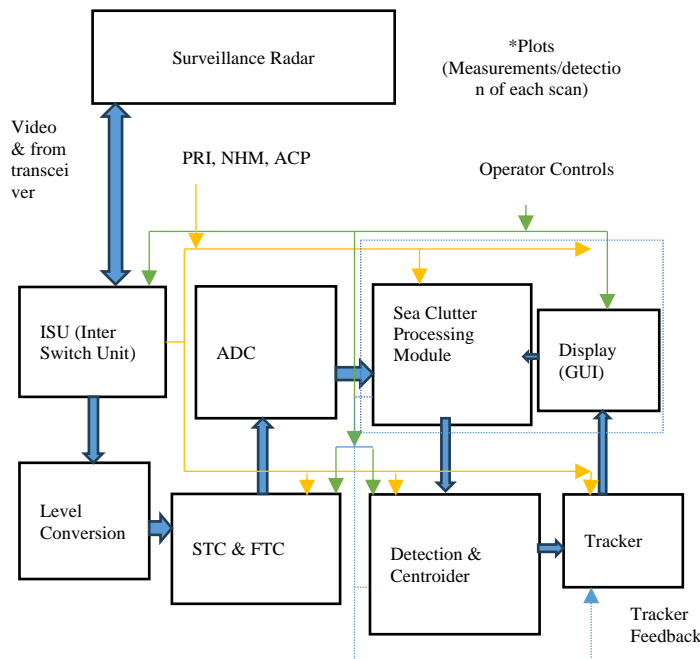 Surveillance Radar
*Plots
(Measurements/detectio
n of each scan)
Video
& from
transcei
ver
PRI, NHM, ACP
Operator Controls
ISU (Inter
Switch Unit)
ADC
Sea Clutter
Processing
Module
Display
(GUI)
Level
Conversion
STC & FTC
Detection &
Centroider
Tracker
Tracker
Feedback